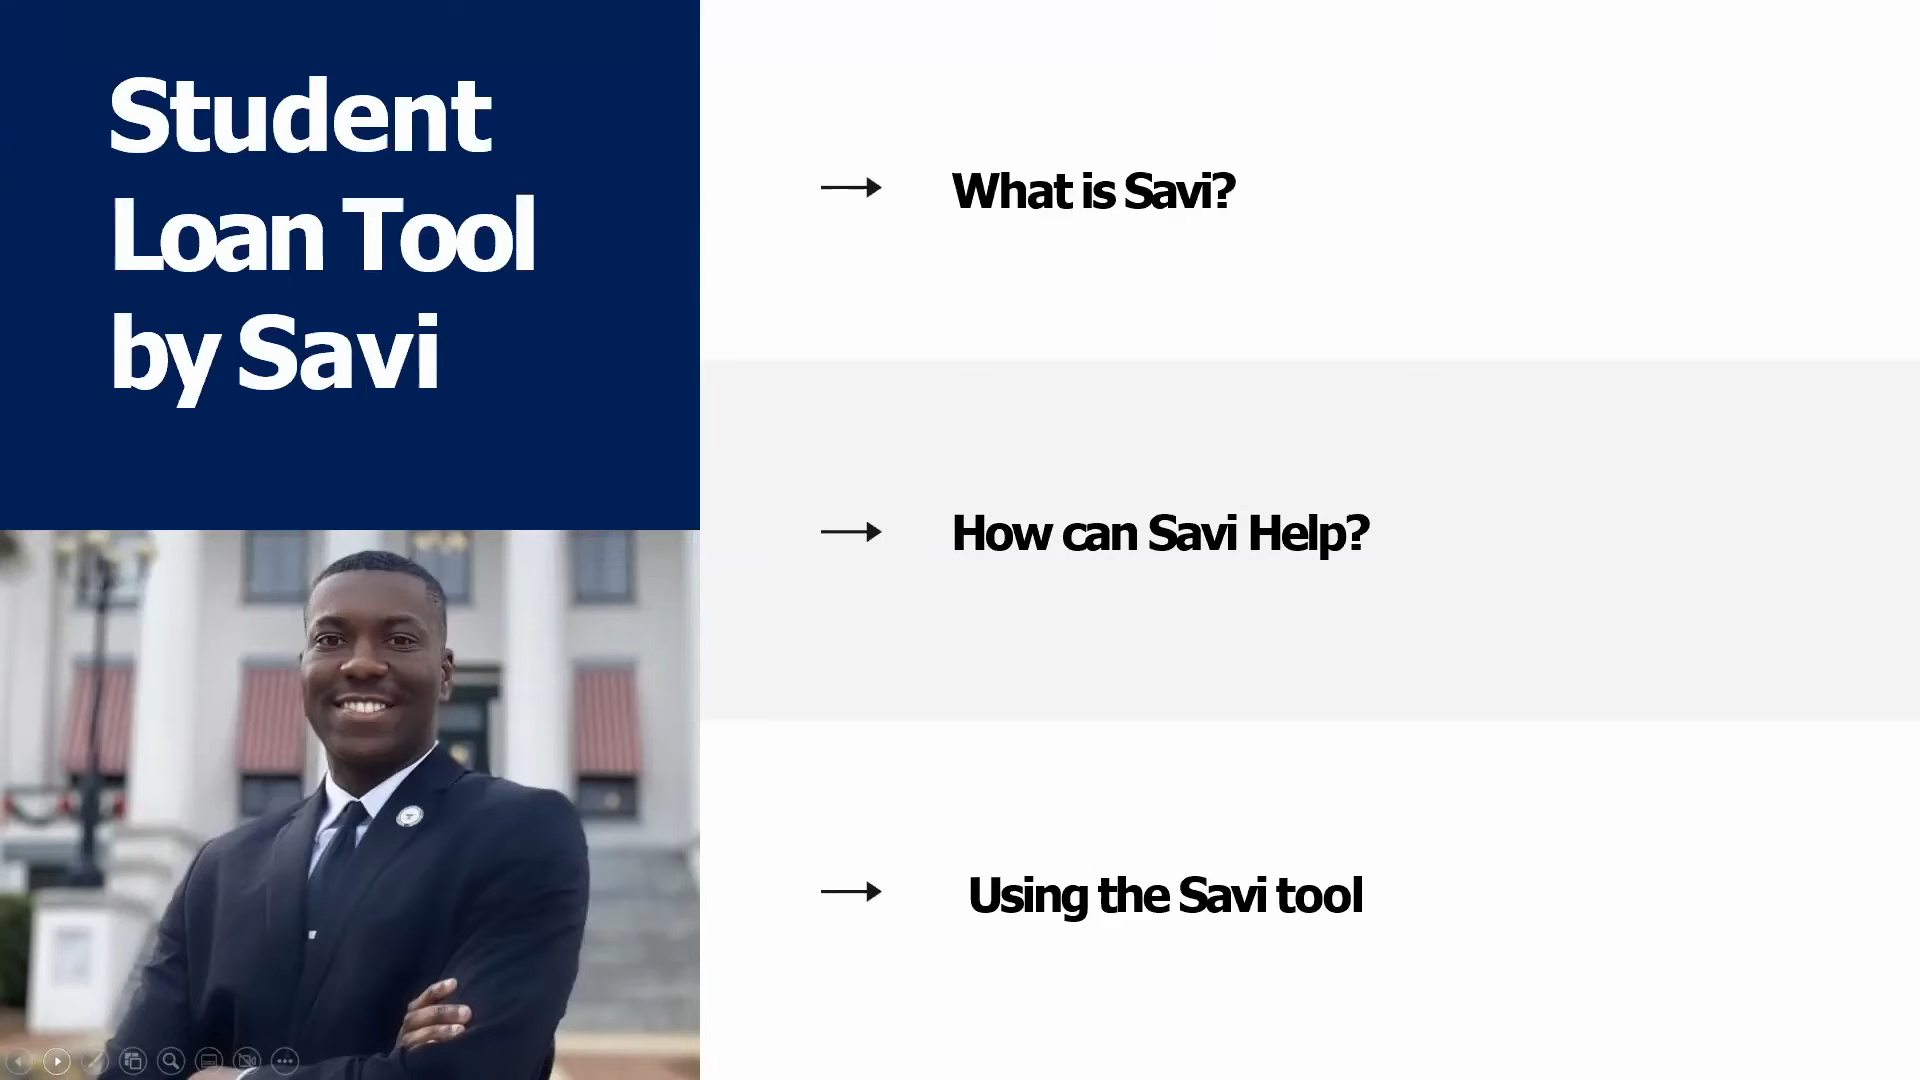 Student
Loan Tool
by Savi
What is Savi?
How can Savi Help?
Using the Savi tool